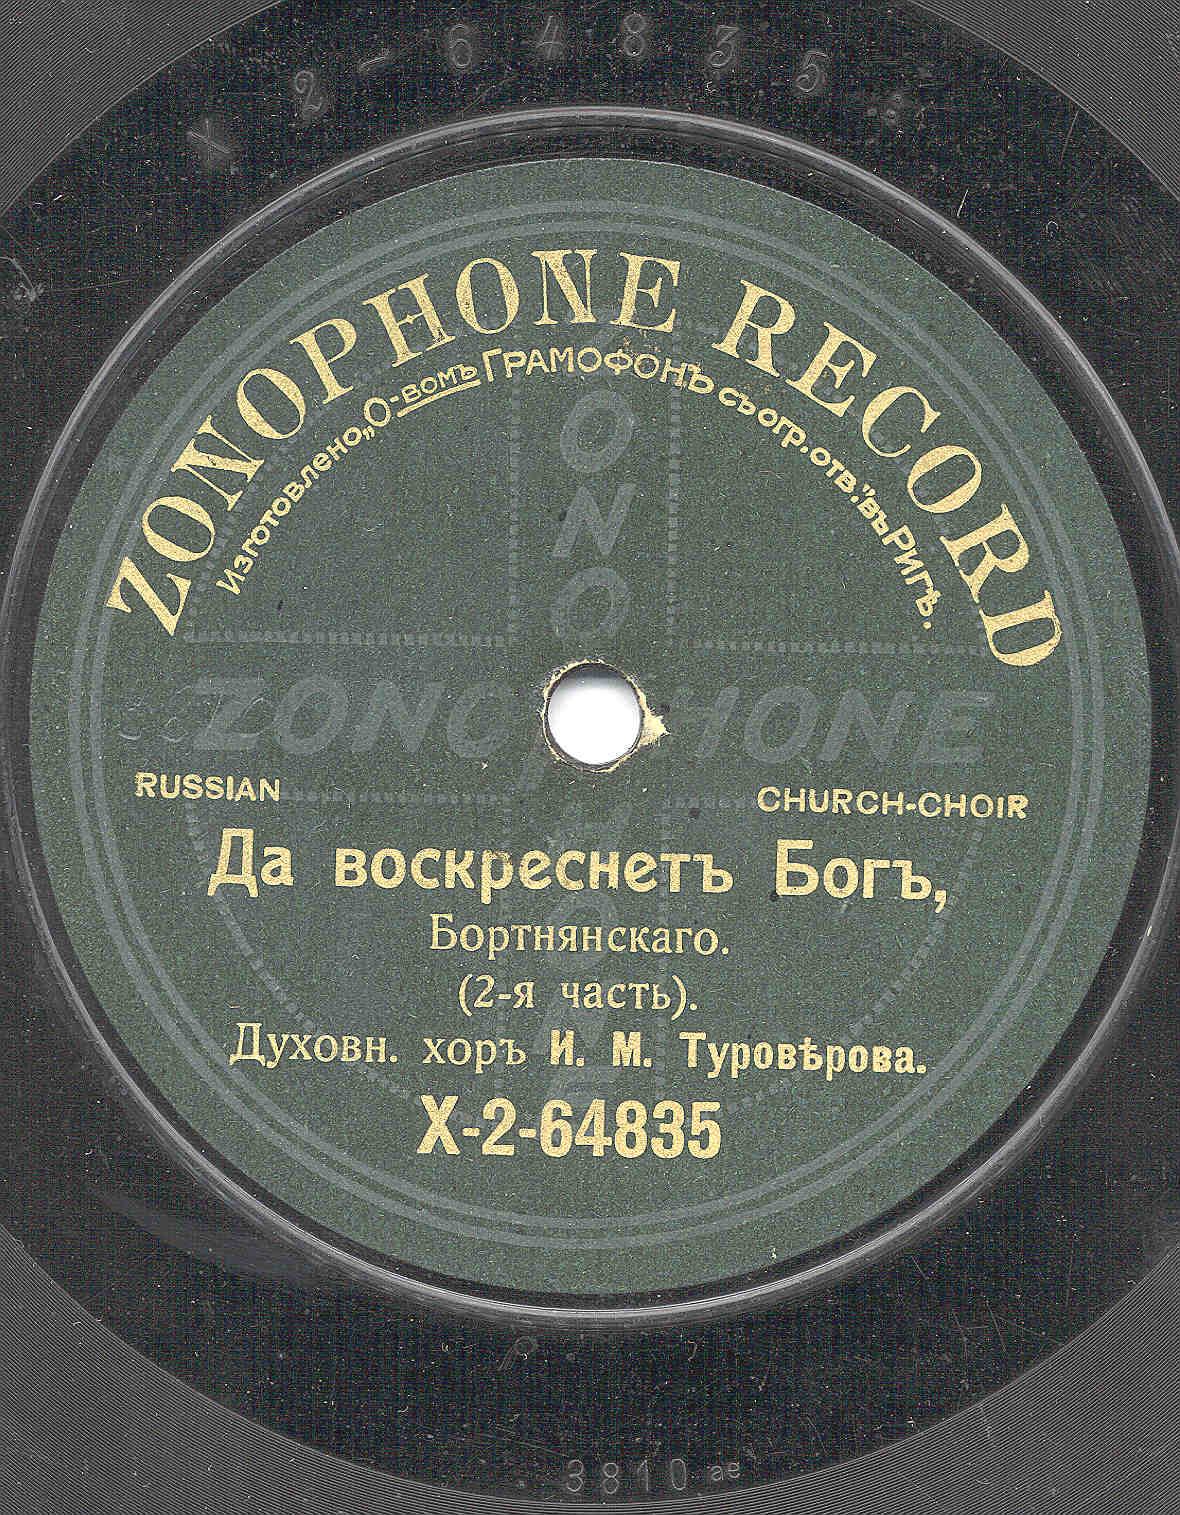 X 2-64835
ZONOPHONE RECORD
Изготовлено „О-вомъ Грамофонъ съ огр. отв.“ въ Ригѣ.
ZONOPHONE
ZONOPHONE
RUSSIAN CHURCH-CHOIR
Да воскреснетъ Богъ,
Бортнянскаго.
(2-я часть).
Духовн. хоръ И. М. Туровѣрова.
X-2-64835
3810 ae